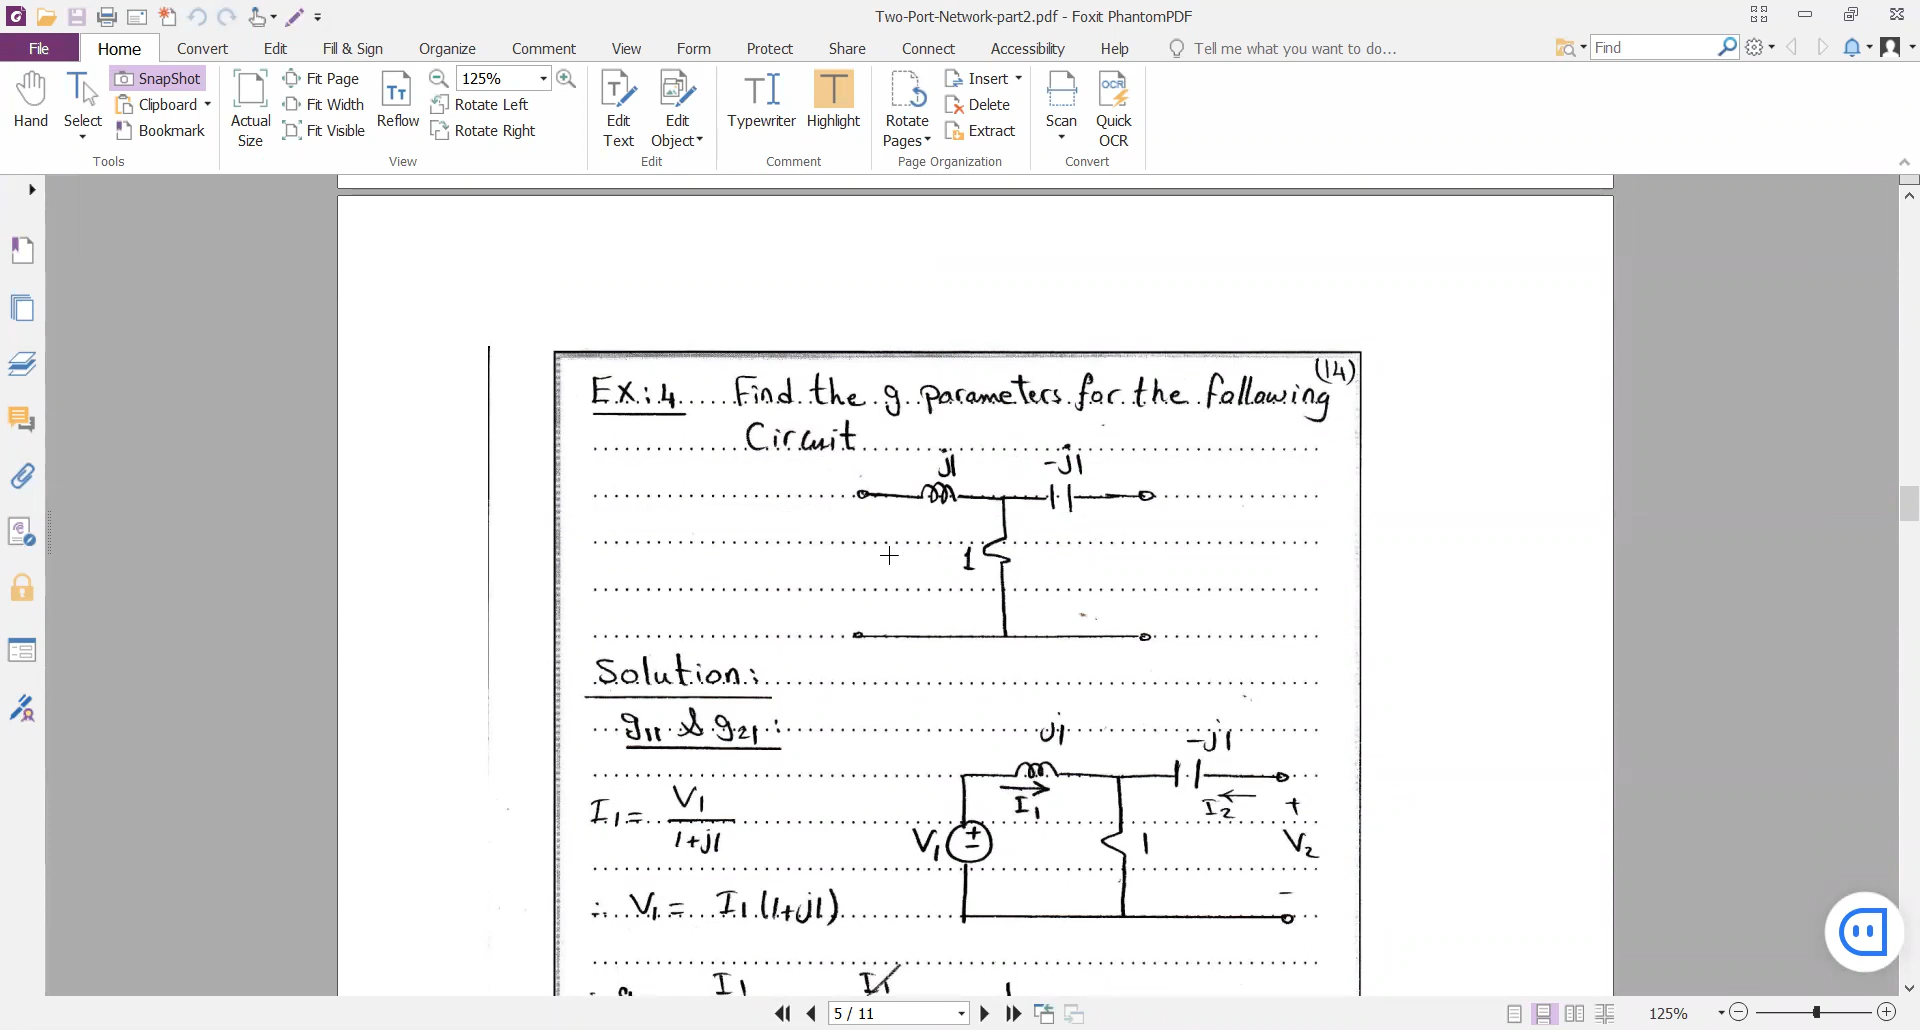 Two-Port-Network-part2.pdf - Foxit PhantomPDF
File Home Convert Edit Fill & Sign Organize Comment View Form Protect Share Connect Accessibility Help Tell me what you want to do... Find
Hand
Select
SnapShot
Clipboard
Bookmark
Tools
Actual Size
Fit Page
Fit Width
Fit Visible
Reflow
125%
Rotate Left
Rotate Right
View
Edit Text
Edit Object
Edit
Typewriter
Highlight
Comment
Rotate Pages
Insert
Delete
Extract
Page Organization
Scan
Quick OCR
Convert
(14)
Ex:4 Find the g parameters for the following
Circuit
j1 -j1
1
Solution:
g11 & g21:
j1 -j1
I1 = V1 / 1+j1
I1 I2 +
V1 + - 1 V2
-
∴ V1 = I1 (1+j1)
I1 I1 1
5 / 11
125%